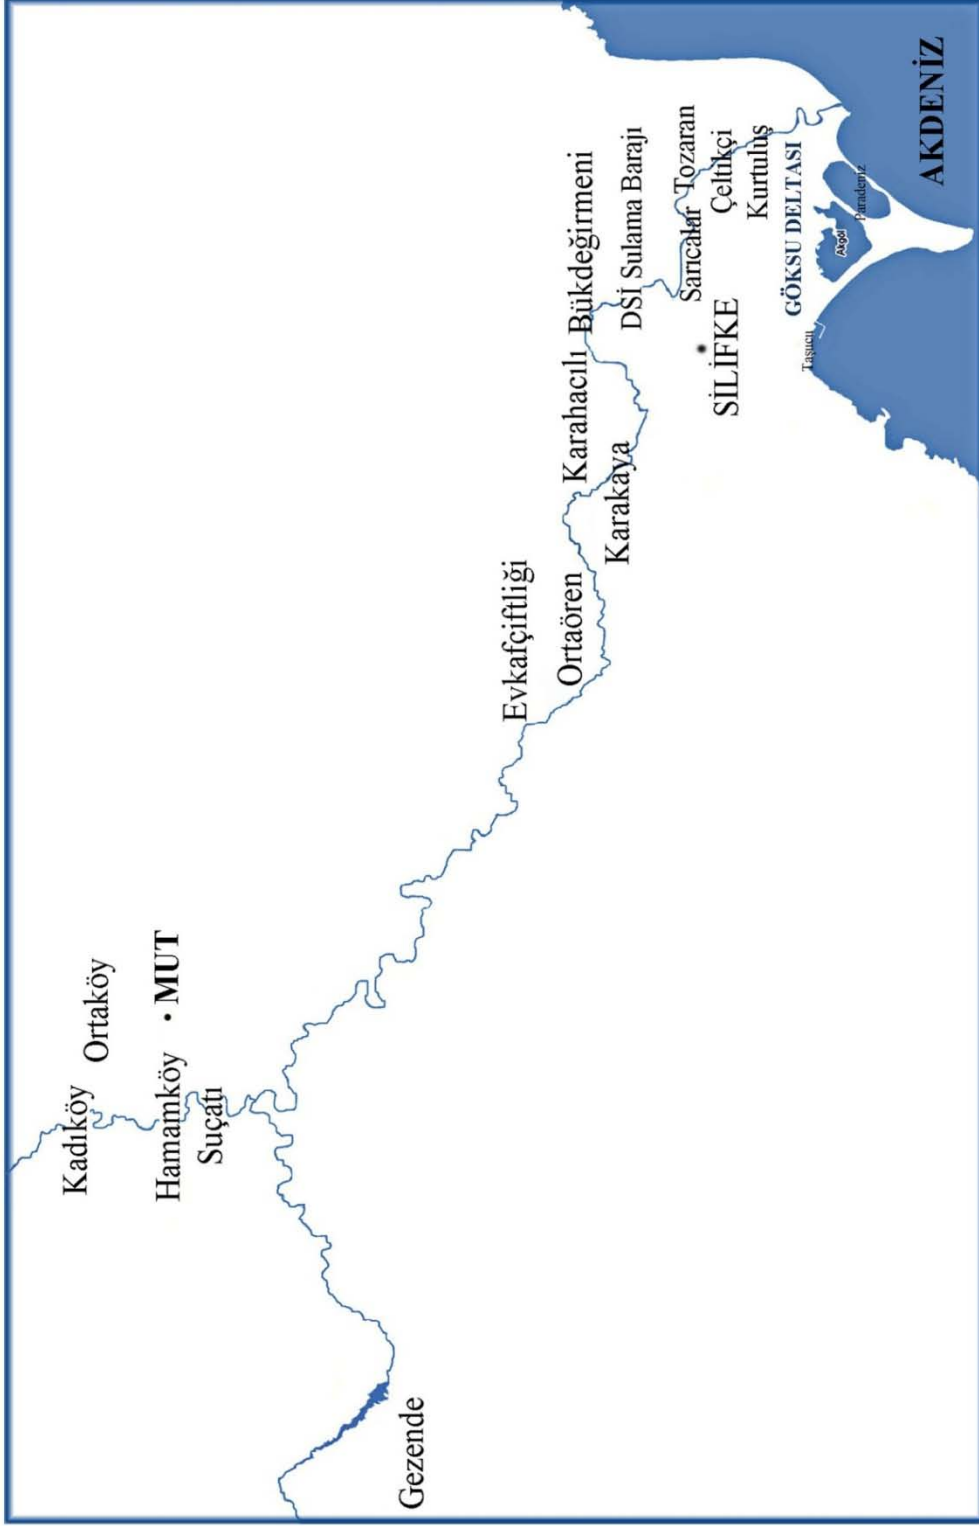 Kadıköy
Ortaköy
Hamamköy
• MUT
Suçatı
Gezende
Evkafçiftliği
Ortaören
Karakaya
Karahacılı
Bükdeğirmeni
DSİ Sulama Barajı
Sarıcalar
Tozaran
Çeltikçi
Kurtuluş
SİLİFKE
GÖKSU DELTASI
Taşucu
Akgöl
Paradeniz
AKDENİZ